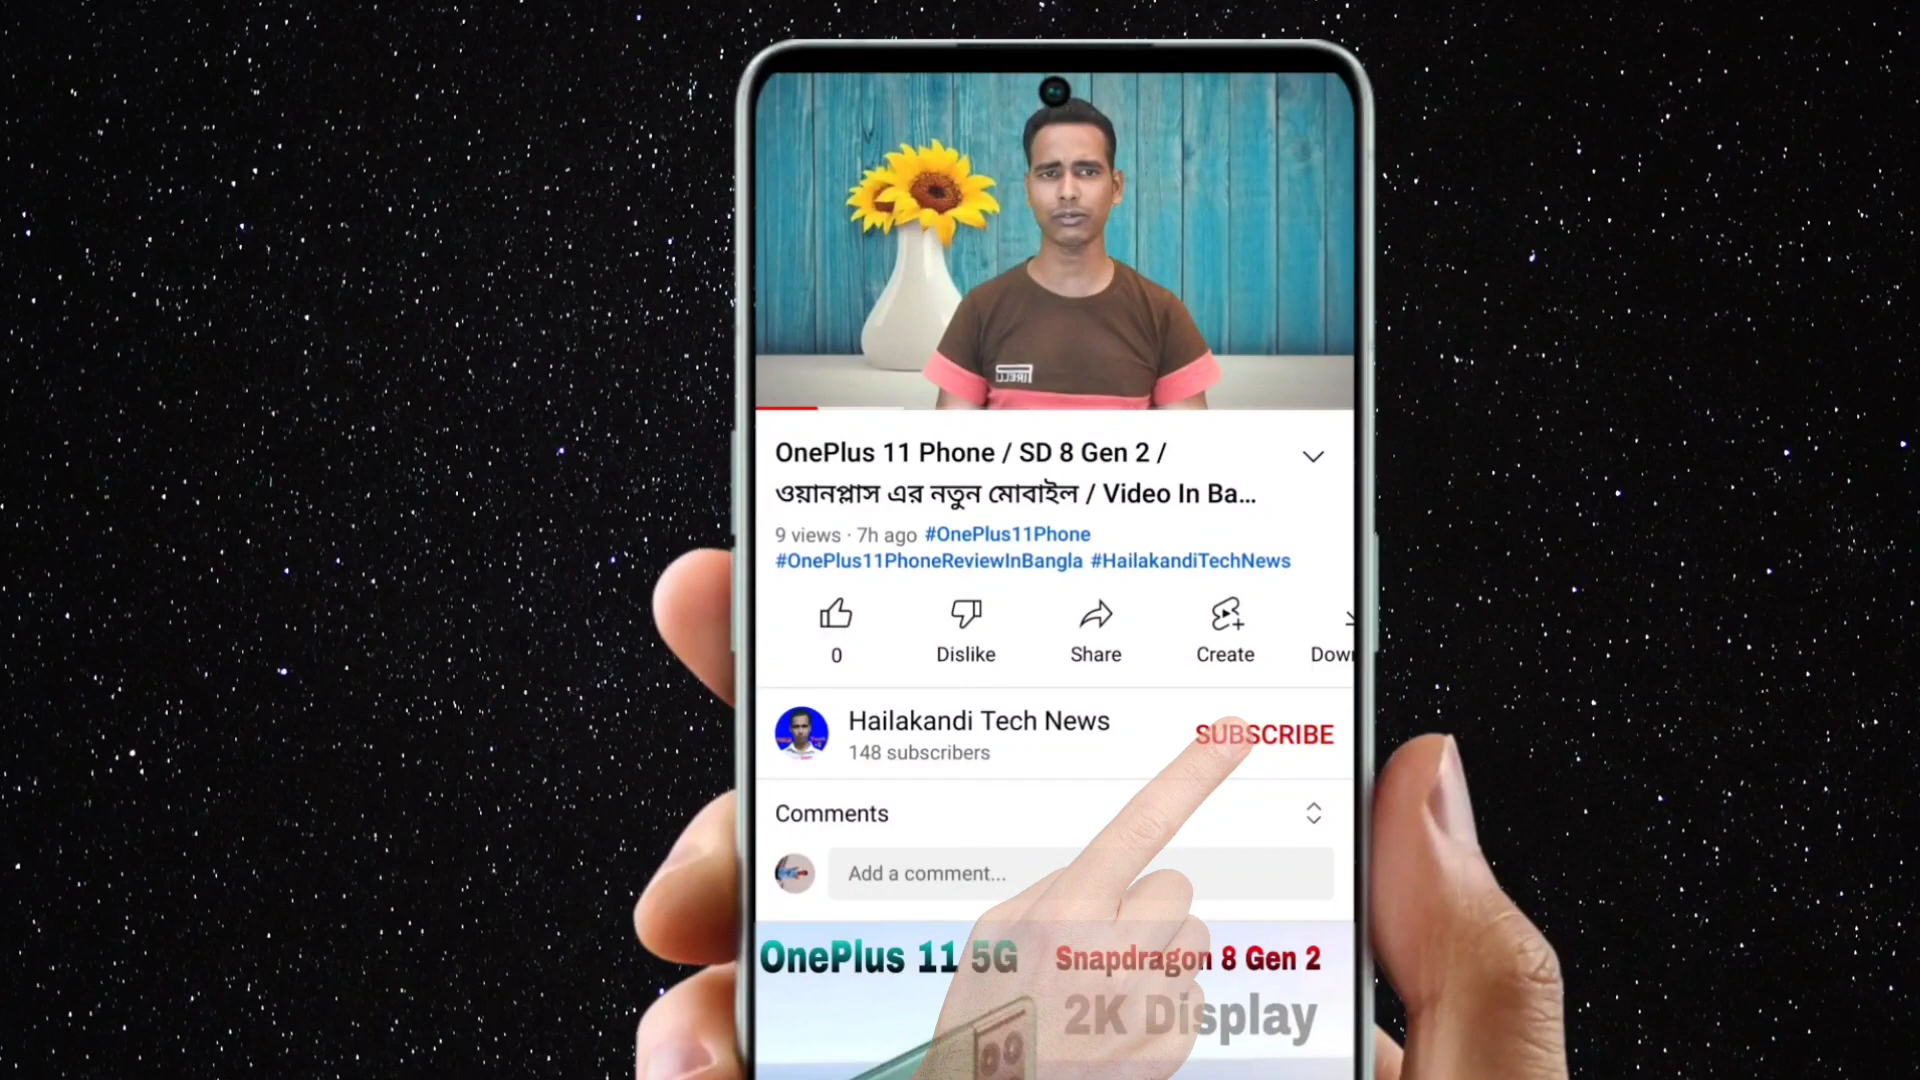 OnePlus 11 Phone / SD 8 Gen 2 /
ওয়ানপ্লাস এর নতুন মোবাইল / Video In Ba...
9 views · 7h ago #OnePlus11Phone
#OnePlus11PhoneReviewInBangla #HailakandiTechNews
0 Dislike Share Create Down
Hailakandi Tech News
SUBSCRIBE
148 subscribers
Comments
Add a comment...
OnePlus 11 5G Snapdragon 8 Gen 2
2K Display